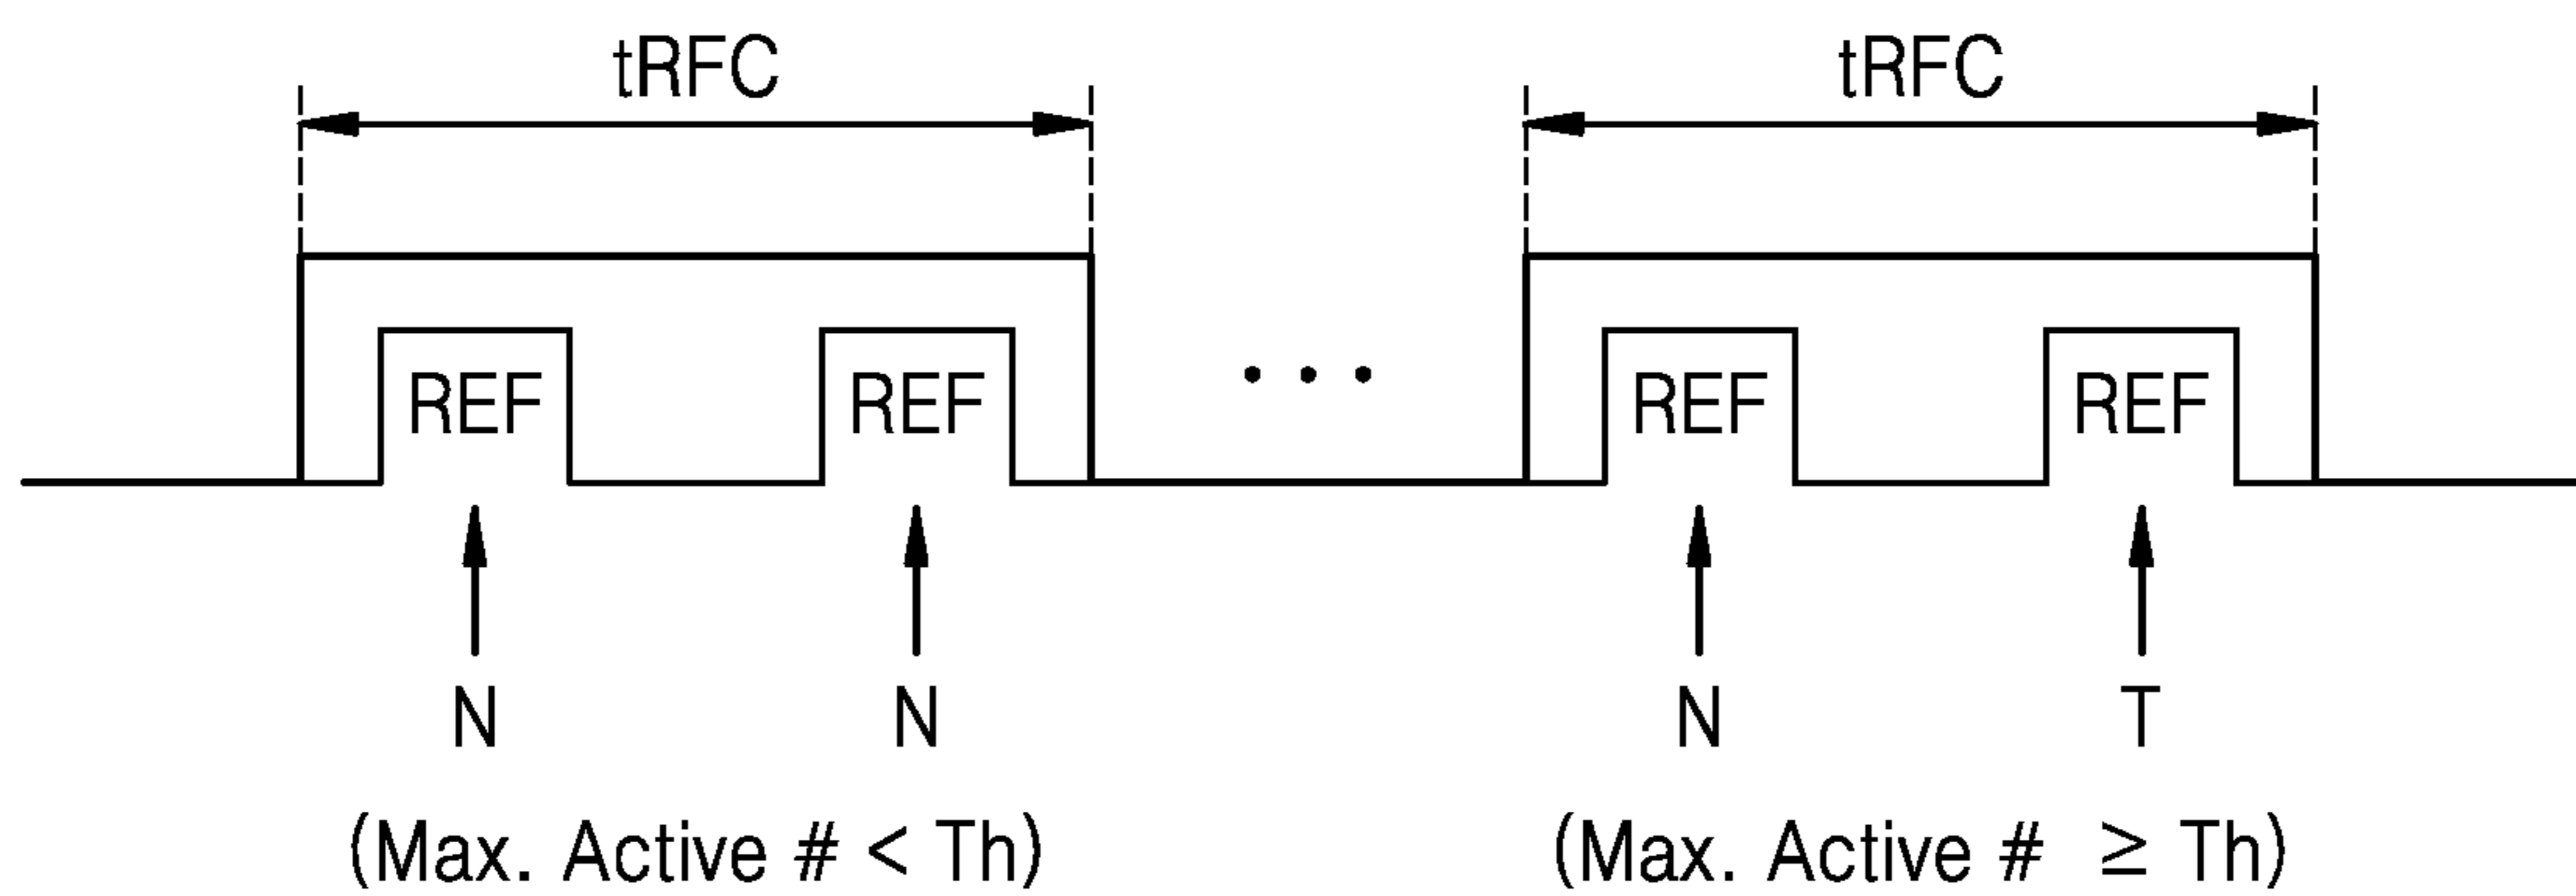 tRFC tRFC
REF REF REF REF
N N N T
(Max. Active # < Th) (Max. Active # ≥ Th)